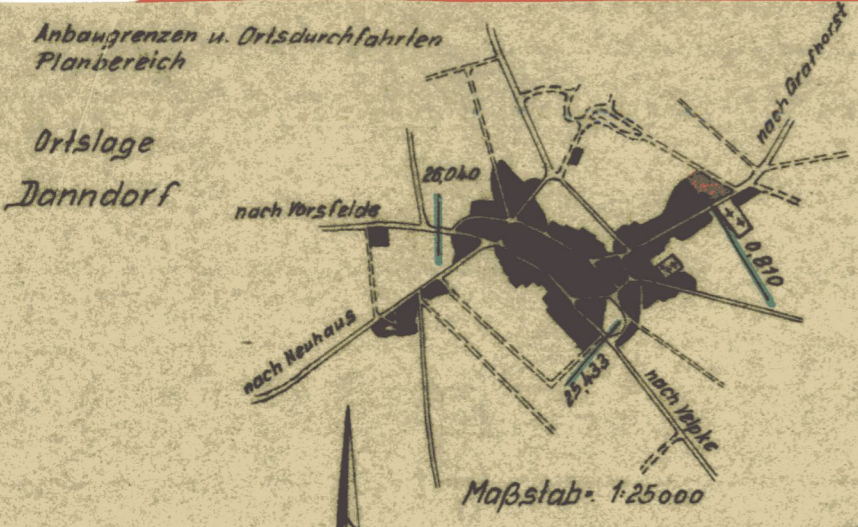 Anbaugrenzen u. Ortsdurchfahrten
Planbereich
Ortslage
Danndorf
nach Grafhorst
26,040
nach Vorsfelde
0,810
nach Neuhaus
25,433
nach Velpke
Maßstab: 1:25000